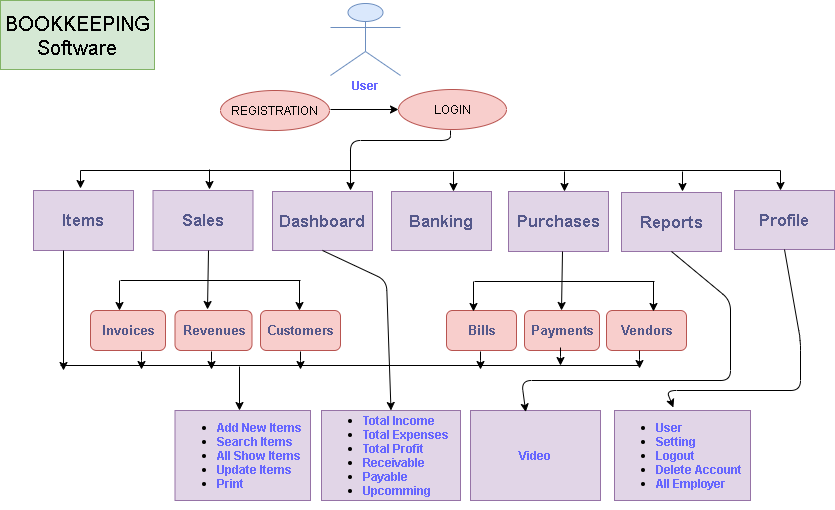 BOOKKEEPING
Software
User
REGISTRATION
LOGIN
Items
Sales
Dashboard
Banking
Purchases
Reports
Profile
Invoices
Revenues
Customers
Bills
Payments
Vendors
Add New Items
Search Items
All Show Items
Update Items
Print
Total Income
Total Expenses
Total Profit
Receivable
Payable
Upcomming
Video
User
Setting
Logout
Delete Account
All Employer